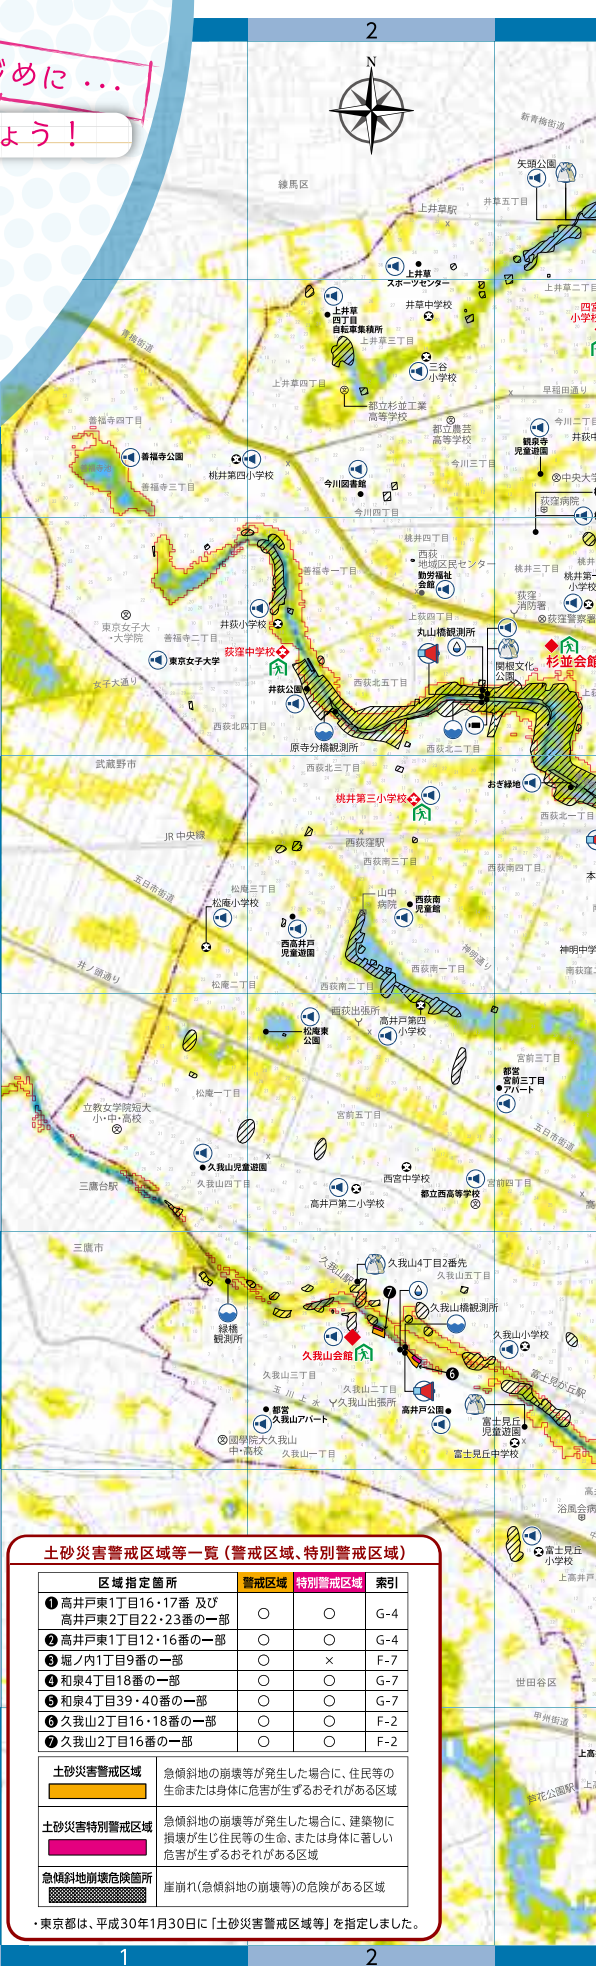 じめに ...
ょう！
2
N
新青梅街道
矢頭公園
練馬区
井草五丁目
上井草駅
上井草
スポーツセンター
上井草二丁目
上井草
四丁目
自転車集積所
井草中学校
四宮
小学校
上井草三丁目
青梅街道
三谷
小学校
上井草四丁目
早稲田通り
都立杉並工業
高等学校
善福寺四丁目
都立農芸
高等学校
今川二丁目
観泉寺
児童遊園
井荻中
善福寺公園
善福寺池
桃井第四小学校
今川三丁目
今川図書館
中央大学
善福寺三丁目
荻窪病院
今川四丁目
桃井四丁目
西荻
地域区民センター
勤労福祉
会館
善福寺一丁目
桃井三丁目
桃井第一
小学校
荻窪
消防署
東京女子大
・大学院
井荻小学校
上荻四丁目
荻窪警察署
善福寺二丁目
丸山橋観測所
荻窪中学校
東京女子大学
関根文化
公園
杉並会館
女子大通り
井荻公園
西荻北五丁目
西荻北四丁目
原寺分橋観測所
西荻北二丁目
武蔵野市
西荻北三丁目
おぎ緑地
桃井第三小学校
西荻北一丁目
JR 中央線
西荻窪駅
西荻南三丁目
西荻南四丁目
五日市街道
松庵三丁目
松庵小学校
山中
病院
西荻南
児童館
西高井戸
児童遊園
神明通り
神明中学
井ノ頭通り
西荻南一丁目
松庵二丁目
西荻南二丁目
西荻出張所
高井戸第四
小学校
松庵東
公園
宮前三丁目
都営
宮前三丁目
アパート
松庵一丁目
立教女学院短大
小・中・高校
宮前五丁目
五日市街道
久我山児童遊園
西宮中学校
三鷹台駅
久我山四丁目
高井戸第二小学校
都立西高等学校
宮前四丁目
三鷹市
久我山駅
久我山4丁目2番先
久我山五丁目
7
久我山橋観測所
緑橋
観測所
久我山小学校
久我山会館
6
富士見が丘駅
久我山三丁目
玉川上水
久我山二丁目
久我山出張所
都営
久我山アパート
高井戸公園
富士見丘
児童遊園
國學院大久我山
中・高校
久我山一丁目
富士見丘中学校
浴風会病
富士見丘
小学校
土砂災害警戒区域等一覧（警戒区域、特別警戒区域）
区域指定箇所 警戒区域 特別警戒区域 索引
❶高井戸東1丁目16・17番 及び
高井戸東2丁目22・23番の一部 ○ ○ G-4
❷高井戸東1丁目12・16番の一部 ○ ○ G-4
❸堀ノ内1丁目9番の一部 ○ × F-7
❹和泉4丁目18番の一部 ○ ○ G-7
❺和泉4丁目39・40番の一部 ○ ○ G-7
❻久我山2丁目16・18番の一部 ○ ○ F-2
❼久我山2丁目16番の一部 ○ ○ F-2
世田谷区
甲州街道
芦花公園駅
土砂災害警戒区域
急傾斜地の崩壊等が発生した場合に、住民等の
生命または身体に危害が生ずるおそれがある区域
土砂災害特別警戒区域
急傾斜地の崩壊等が発生した場合に、建築物に
損壊が生じ住民等の生命、または身体に著しい
危害が生ずるおそれがある区域
急傾斜地崩壊危険箇所
崖崩れ(急傾斜地の崩壊等)の危険がある区域
・東京都は、平成30年1月30日に「土砂災害警戒区域等」を指定しました。
1
2